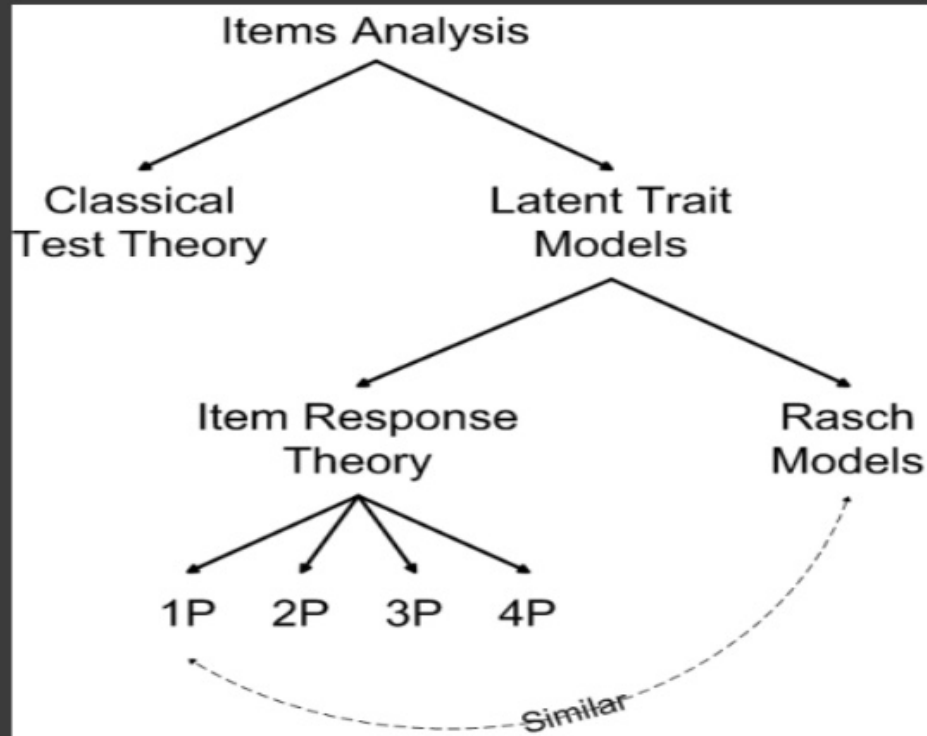 Items Analysis
Classical
Test Theory
Latent Trait
Models
Item Response
Theory
Rasch
Models
1P 2P 3P 4P
Similar